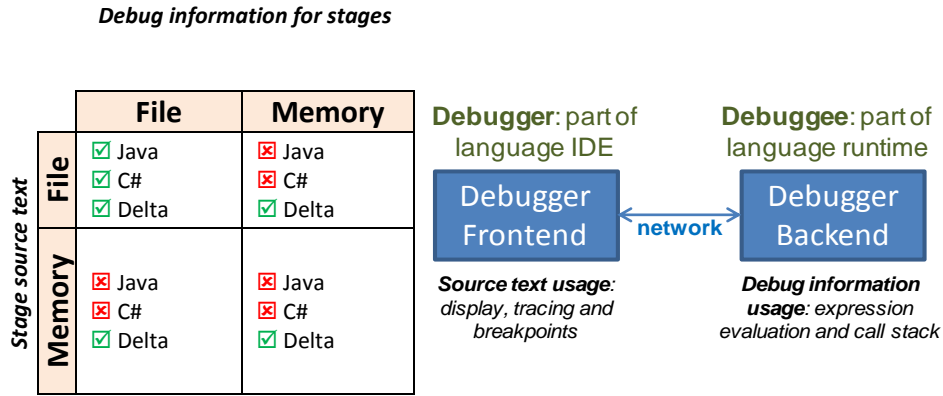 Debug information for stages
File Memory
Stage source text
File
Java
C#
Delta
Java
C#
Delta
Memory
Java
C#
Delta
Java
C#
Delta
Debugger: part of
language IDE
Debugger
Frontend
Source text usage:
display, tracing and
breakpoints
network
Debuggee: part of
language runtime
Debugger
Backend
Debug information
usage: expression
evaluation and call stack